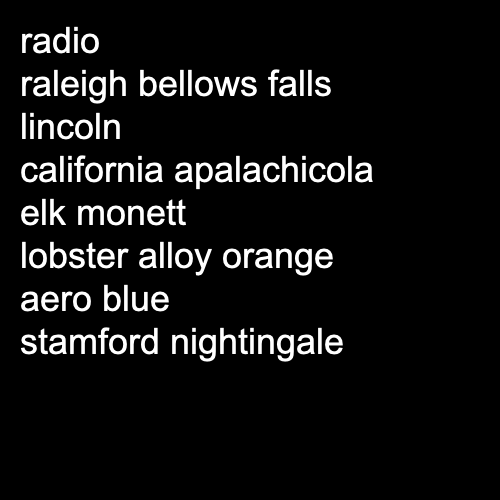 radio
raleigh bellows falls
lincoln
california apalachicola
elk monett
lobster alloy orange
aero blue
stamford nightingale